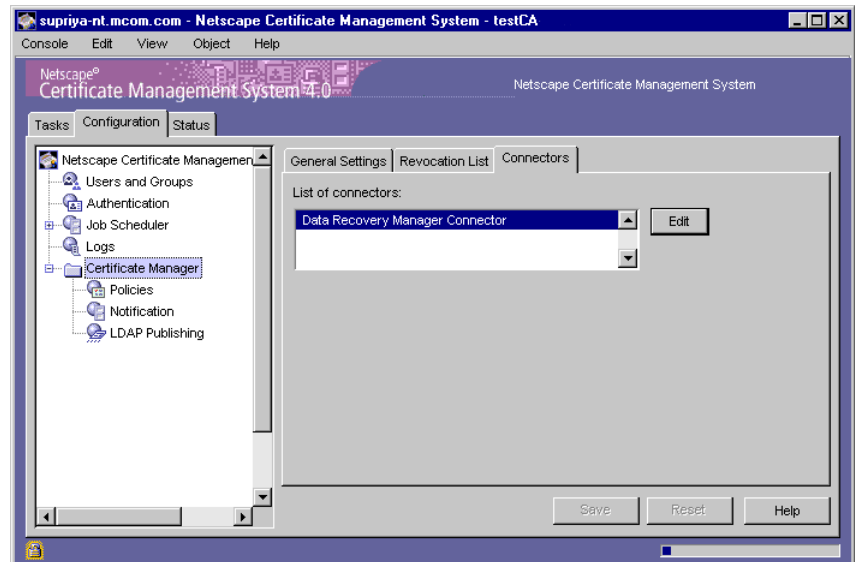 supriya-nt.mcom.com - Netscape Certificate Management System - testCA
Console Edit View Object Help
Netscape®
Certificate Management System 4.0
Netscape Certificate Management System
Tasks Configuration Status
Netscape Certificate Managemen
Users and Groups
Authentication
Job Scheduler
Logs
Certificate Manager
Policies
Notification
LDAP Publishing
General Settings Revocation List Connectors
List of connectors:
Data Recovery Manager Connector
Edit
Save Reset Help